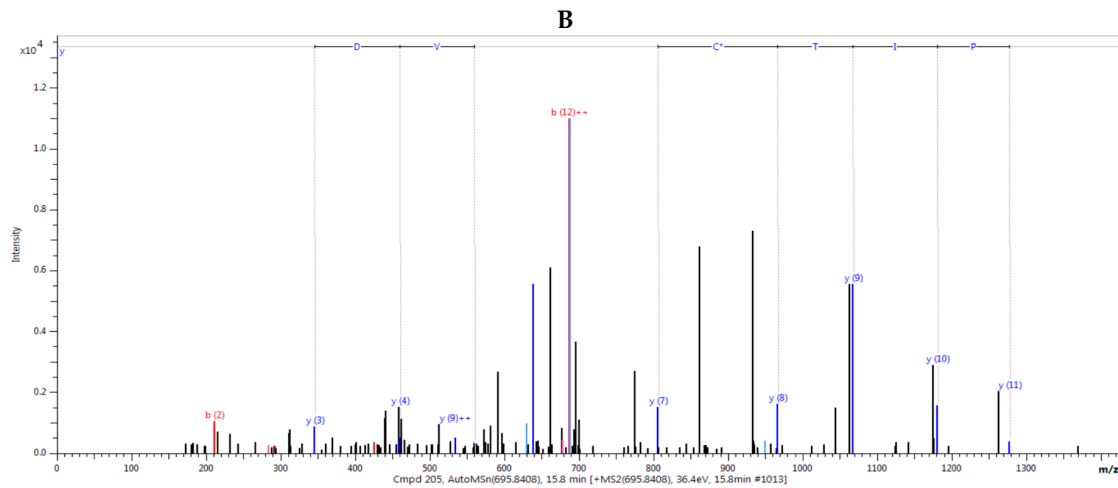 B
x10⁴
y
D V C* T I P
Intensity
1.2
1.0
0.8
0.6
0.4
0.2
0.0
b (12)++
b (2)
y (3)
y (4)
y (9)++
y (7)
y (8)
y (9)
y (10)
y (11)
0 100 200 300 400 500 600 700 800 900 1000 1100 1200 1300 m/z
Cmpd 205, AutoMSn(695.8408), 15.8 min [+MS2(695.8408), 36.4eV, 15.8min #1013]